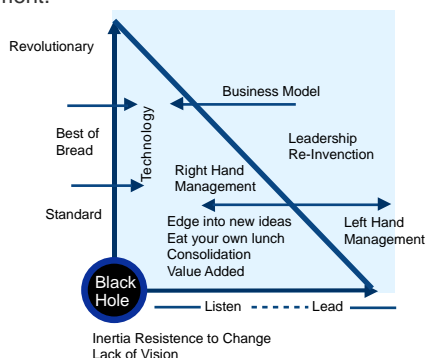 ment.
Revolutionary
Business Model
Best of
Bread
Technology
Leadership
Re-Invenction
Right Hand
Management
Standard
Edge into new ideas
Eat your own lunch
Consolidation
Value Added
Left Hand
Management
Black
Hole
Listen
Lead
Inertia Resistence to Change
Lack of Vision